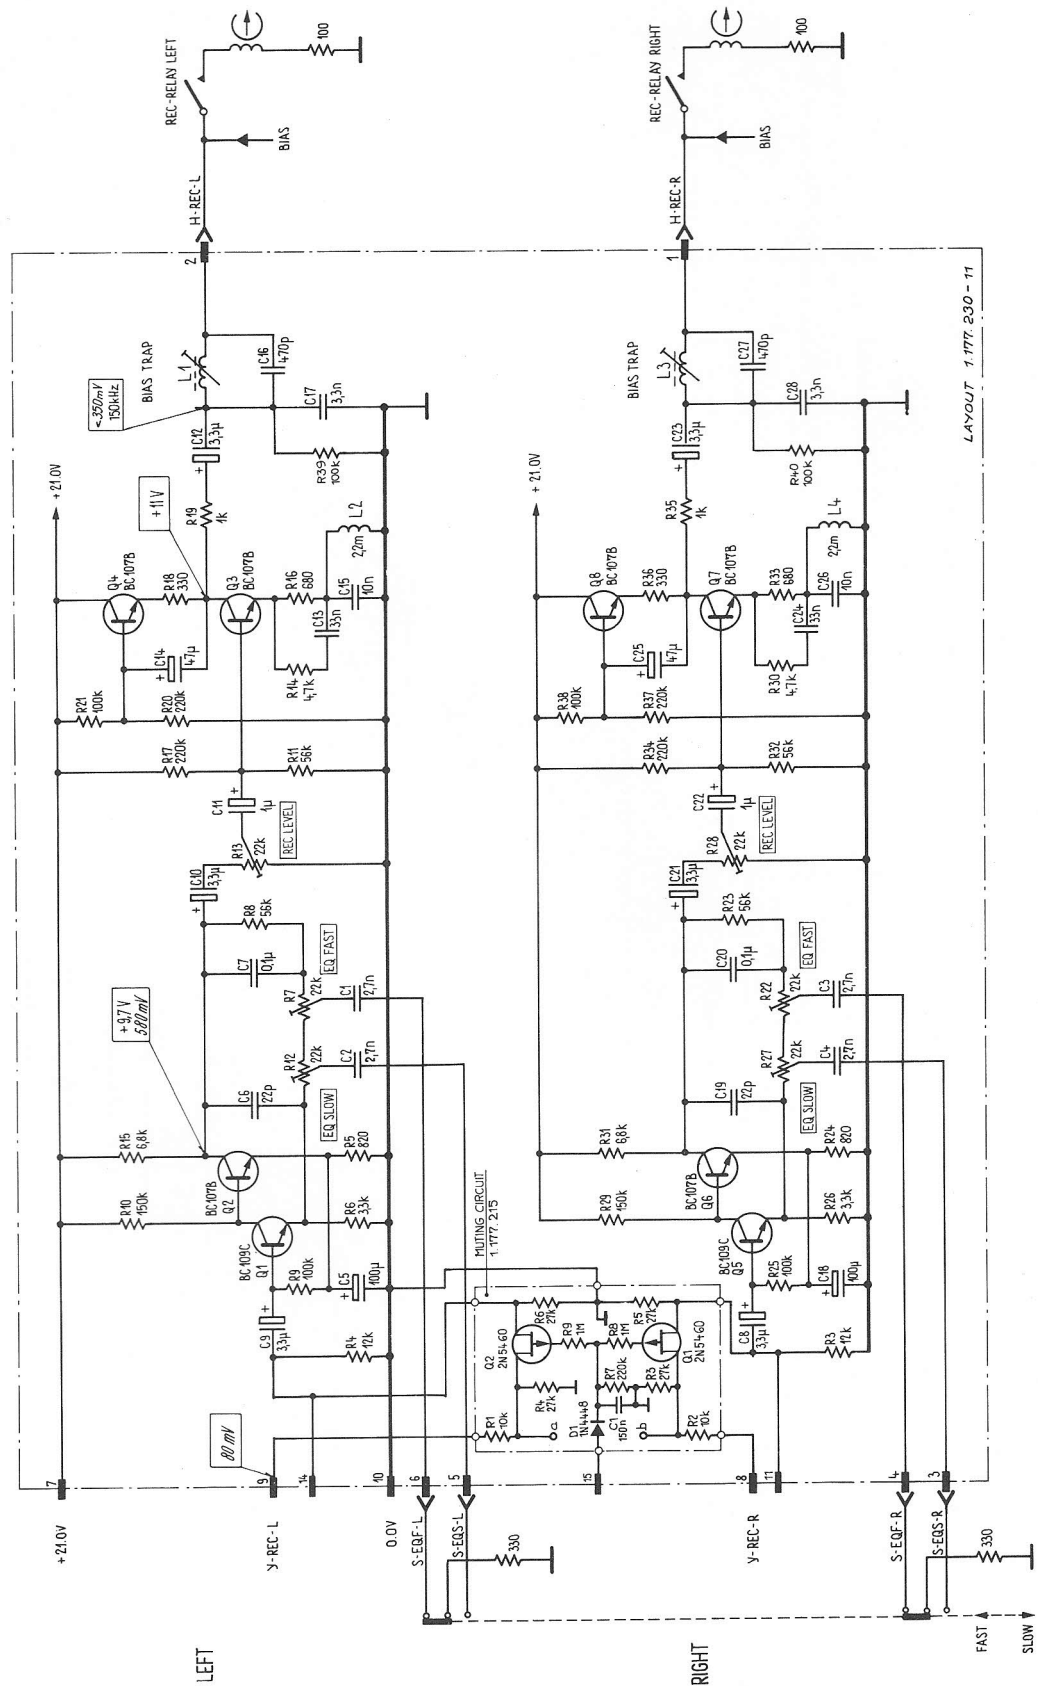 LEFT
+21.0V
7
Y-REC-L
80 mV
9
14
0.0V
10
S-EQF-L
6
S-EQS-L
5
330
C9
3,3µ
R4
12k
R9
100k
C5
100µ
BC109C
Q1
BC107B
Q2
R10
150k
R15
6,8k
R6
3,3k
R5
820
+9,7 V
580mV
C6
22p
EQ SLOW
R12
22k
C2
2,7n
R7
22k
C1
2,7n
EQ FAST
C7
0,1µ
R8
56k
C10
3,3µ
R13
22k
REC LEVEL
C11
1µ
R17
220k
R11
56k
R21
100k
R20
220k
C14
47µ
Q4
BC107B
R18
330
Q3
BC107B
R14
4,7k
C13
33n
R16
680
C15
10n
L2
2,2m
+11V
+21.0V
R19
1k
C12
3,3µ
<350mV
150kHz
BIAS TRAP
L1
C16
470p
C17
3,3n
R39
100k
2
H-REC-L
BIAS
REC-RELAY LEFT
100
MUTING CIRCUIT
1.177.215
R1
10k
R4
27k
Q2
2N5460
R6
27k
R9
1M
R8
1M
R5
27k
D1
1N4448
C1
150n
R7
220k
R3
27k
Q1
2N5460
R2
10k
a
b
15
RIGHT
Y-REC-R
8
11
S-EQF-R
4
S-EQS-R
3
330
FAST
SLOW
C8
3,3µ
R3
12k
R25
100k
C18
100µ
BC109C
Q5
BC107B
Q6
R29
150k
R31
6,8k
R26
3,3k
R24
820
C19
22p
EQ SLOW
R27
22k
C4
2,7n
R22
22k
C3
2,7n
EQ FAST
C20
0,1µ
R23
56k
C21
3,3µ
R28
22k
REC LEVEL
C22
1µ
R34
220k
R32
56k
R38
100k
R37
220k
C25
47µ
Q8
BC107B
R36
330
Q7
BC107B
R30
4,7k
C24
33n
R33
680
C26
10n
L4
2,2m
+21.0V
R35
1k
C23
3,3µ
BIAS TRAP
L3
C27
470p
C28
3,3n
R40
100k
1
H-REC-R
BIAS
REC-RELAY RIGHT
100
LAYOUT 1.177.230-11